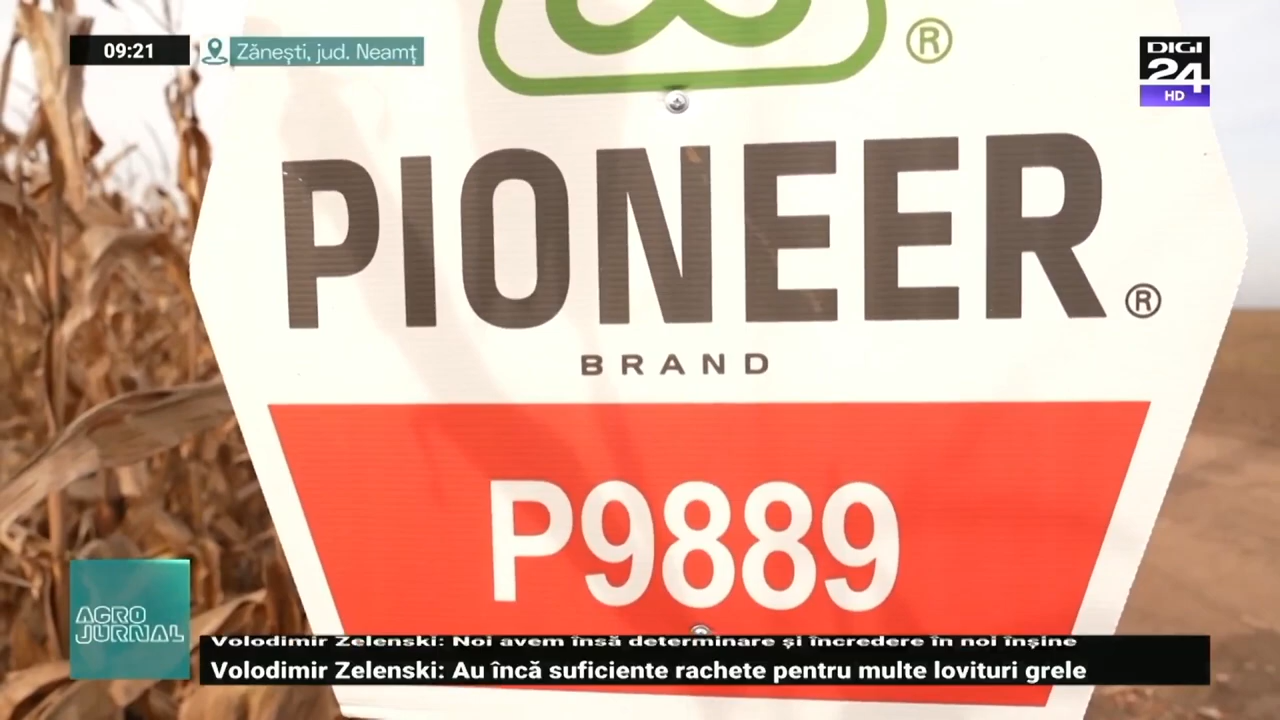 09:21
Zănești, jud. Neamț
DIGI
24
HD
®
PIONEER®
BRAND
P9889
AGRO
JURNAL
Volodimir Zelenski: Noi avem însă determinare și încredere în noi înșine
Volodimir Zelenski: Au încă suficiente rachete pentru multe lovituri grele